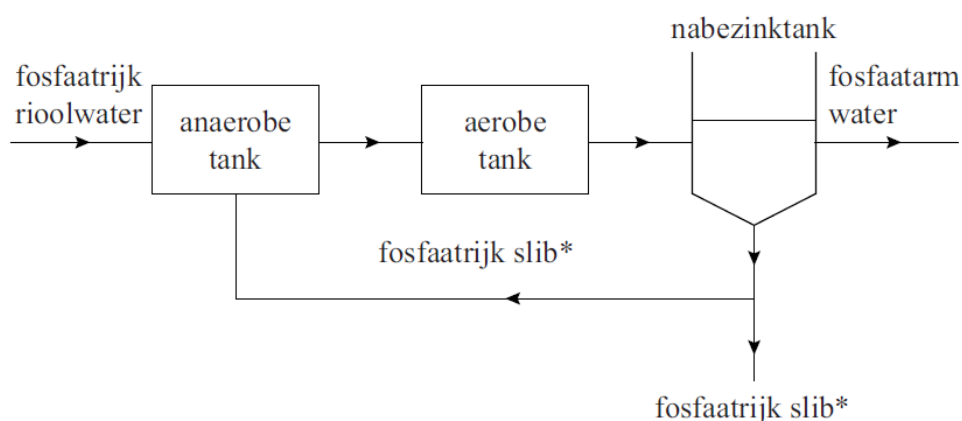 nabezinktank
fosfaatrijk
rioolwater
anaerobe
tank
aerobe
tank
fosfaatarm
water
fosfaatrijk slib*
fosfaatrijk slib*